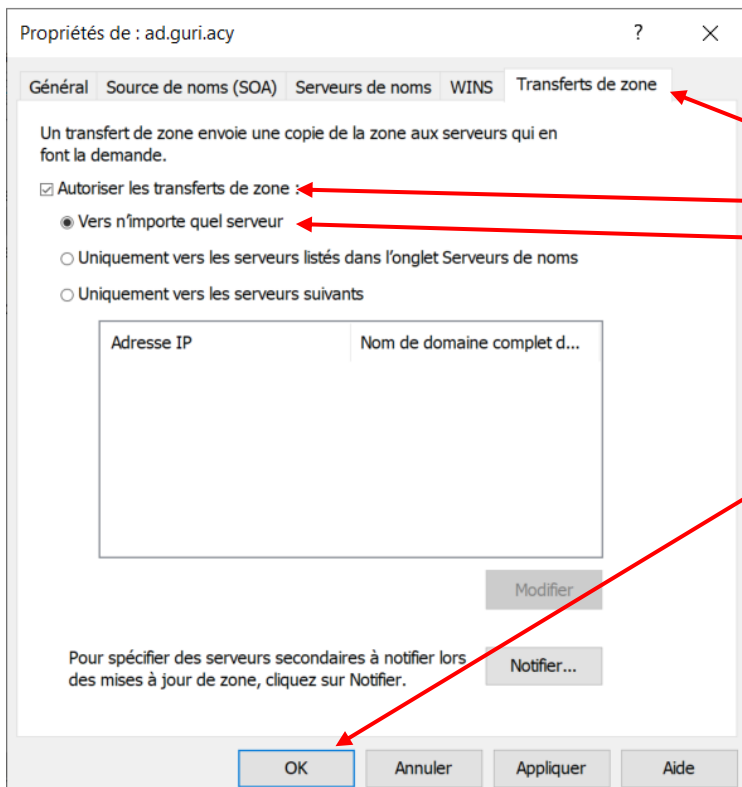 Propriétés de : ad.guri.acy ?
Général Source de noms (SOA) Serveurs de noms WINS Transferts de zone
Un transfert de zone envoie une copie de la zone aux serveurs qui en
font la demande.
Autoriser les transferts de zone :
Vers n'importe quel serveur
Uniquement vers les serveurs listés dans l'onglet Serveurs de noms
Uniquement vers les serveurs suivants
Adresse IP Nom de domaine complet d...
Modifier
Pour spécifier des serveurs secondaires à notifier lors
des mises à jour de zone, cliquez sur Notifier.
Notifier...
OK Annuler Appliquer Aide